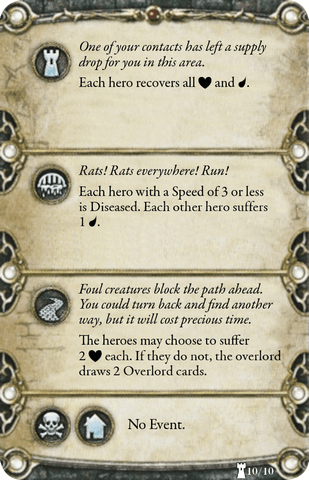 One of your contacts has left a supply
drop for you in this area.
Each hero recovers all and .
Rats! Rats everywhere! Run!
Each hero with a Speed of 3 or less
is Diseased. Each other hero suffers
1 .
Foul creatures block the path ahead.
You could turn back and find another
way, but it will cost precious time.
The heroes may choose to suffer
2 each. If they do not, the overlord
draws 2 Overlord cards.
No Event.
10/10